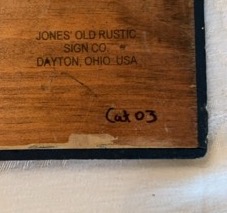 JONES' OLD RUSTIC
SIGN CO.
DAYTON, OHIO USA
Cat 03